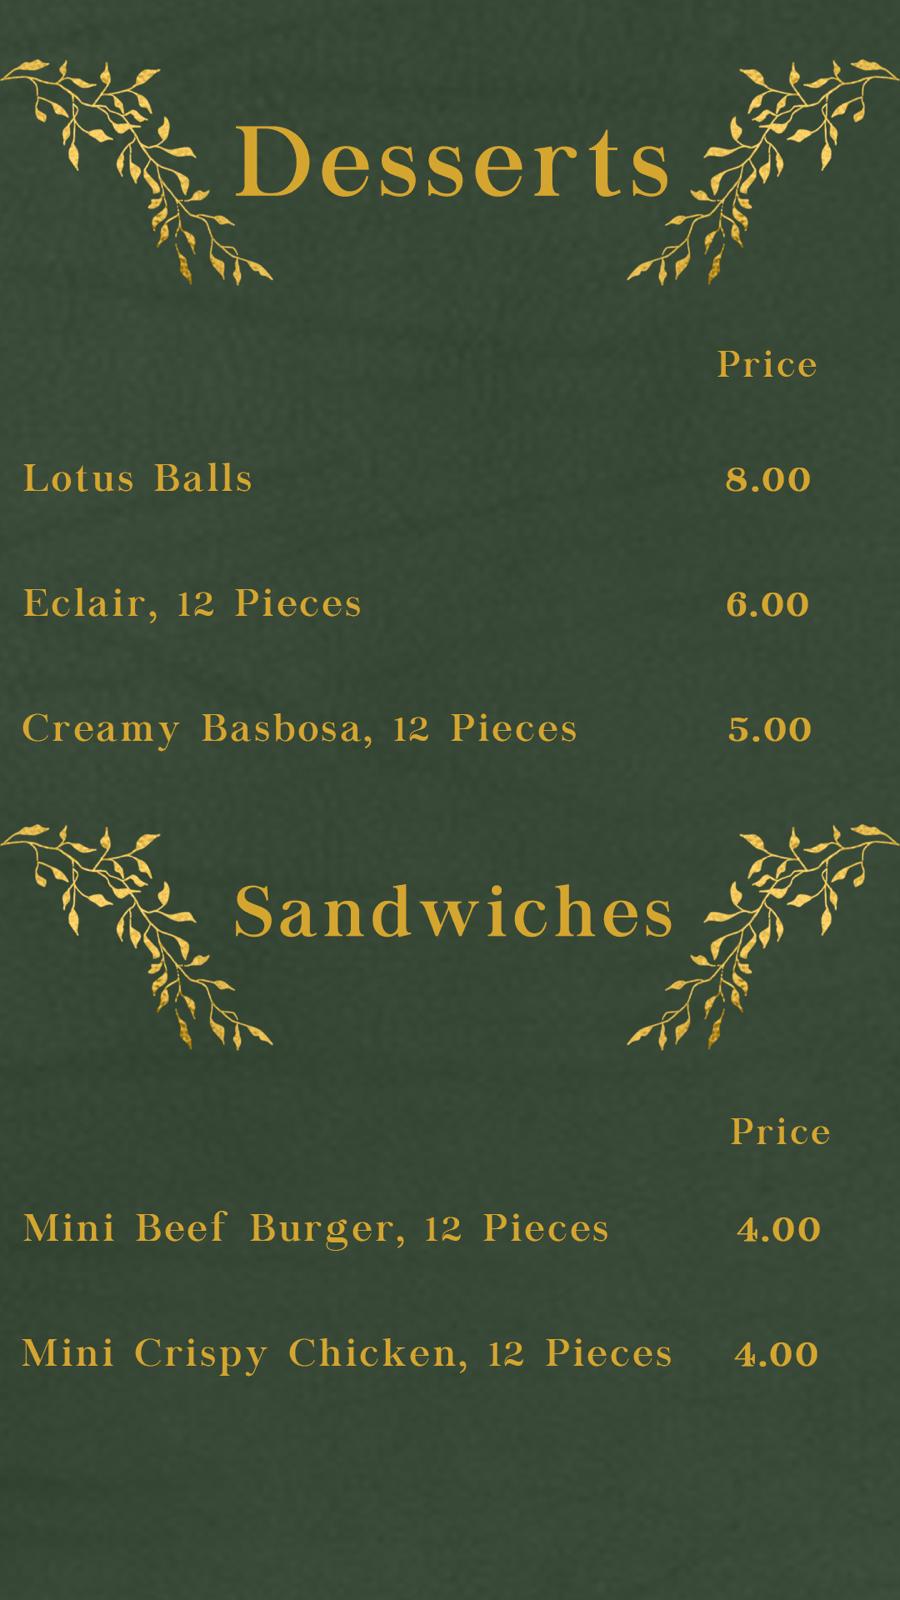 Desserts
Price
Lotus Balls 8.00
Eclair, 12 Pieces 6.00
Creamy Basbosa, 12 Pieces 5.00
Sandwiches
Price
Mini Beef Burger, 12 Pieces 4.00
Mini Crispy Chicken, 12 Pieces 4.00